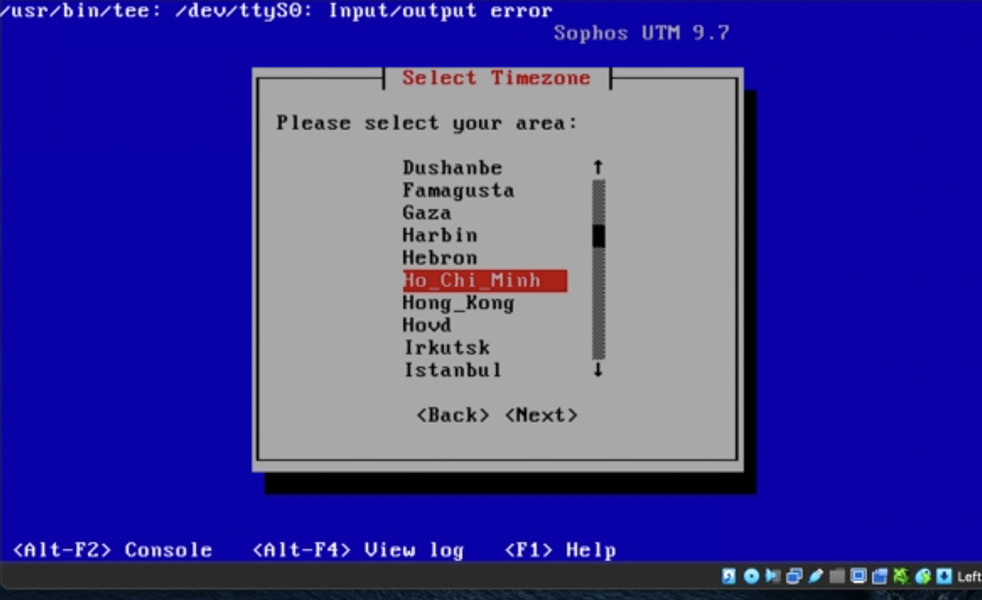 /usr/bin/tee: /dev/ttyS0: Input/output error
Sophos UTM 9.7
Select Timezone
Please select your area:
Dushanbe
Famagusta
Gaza
Harbin
Hebron
Ho_Chi_Minh
Hong_Kong
Hovd
Irkutsk
Istanbul
<Back> <Next>
<Alt-F2> Console <Alt-F4> View log <F1> Help
Left